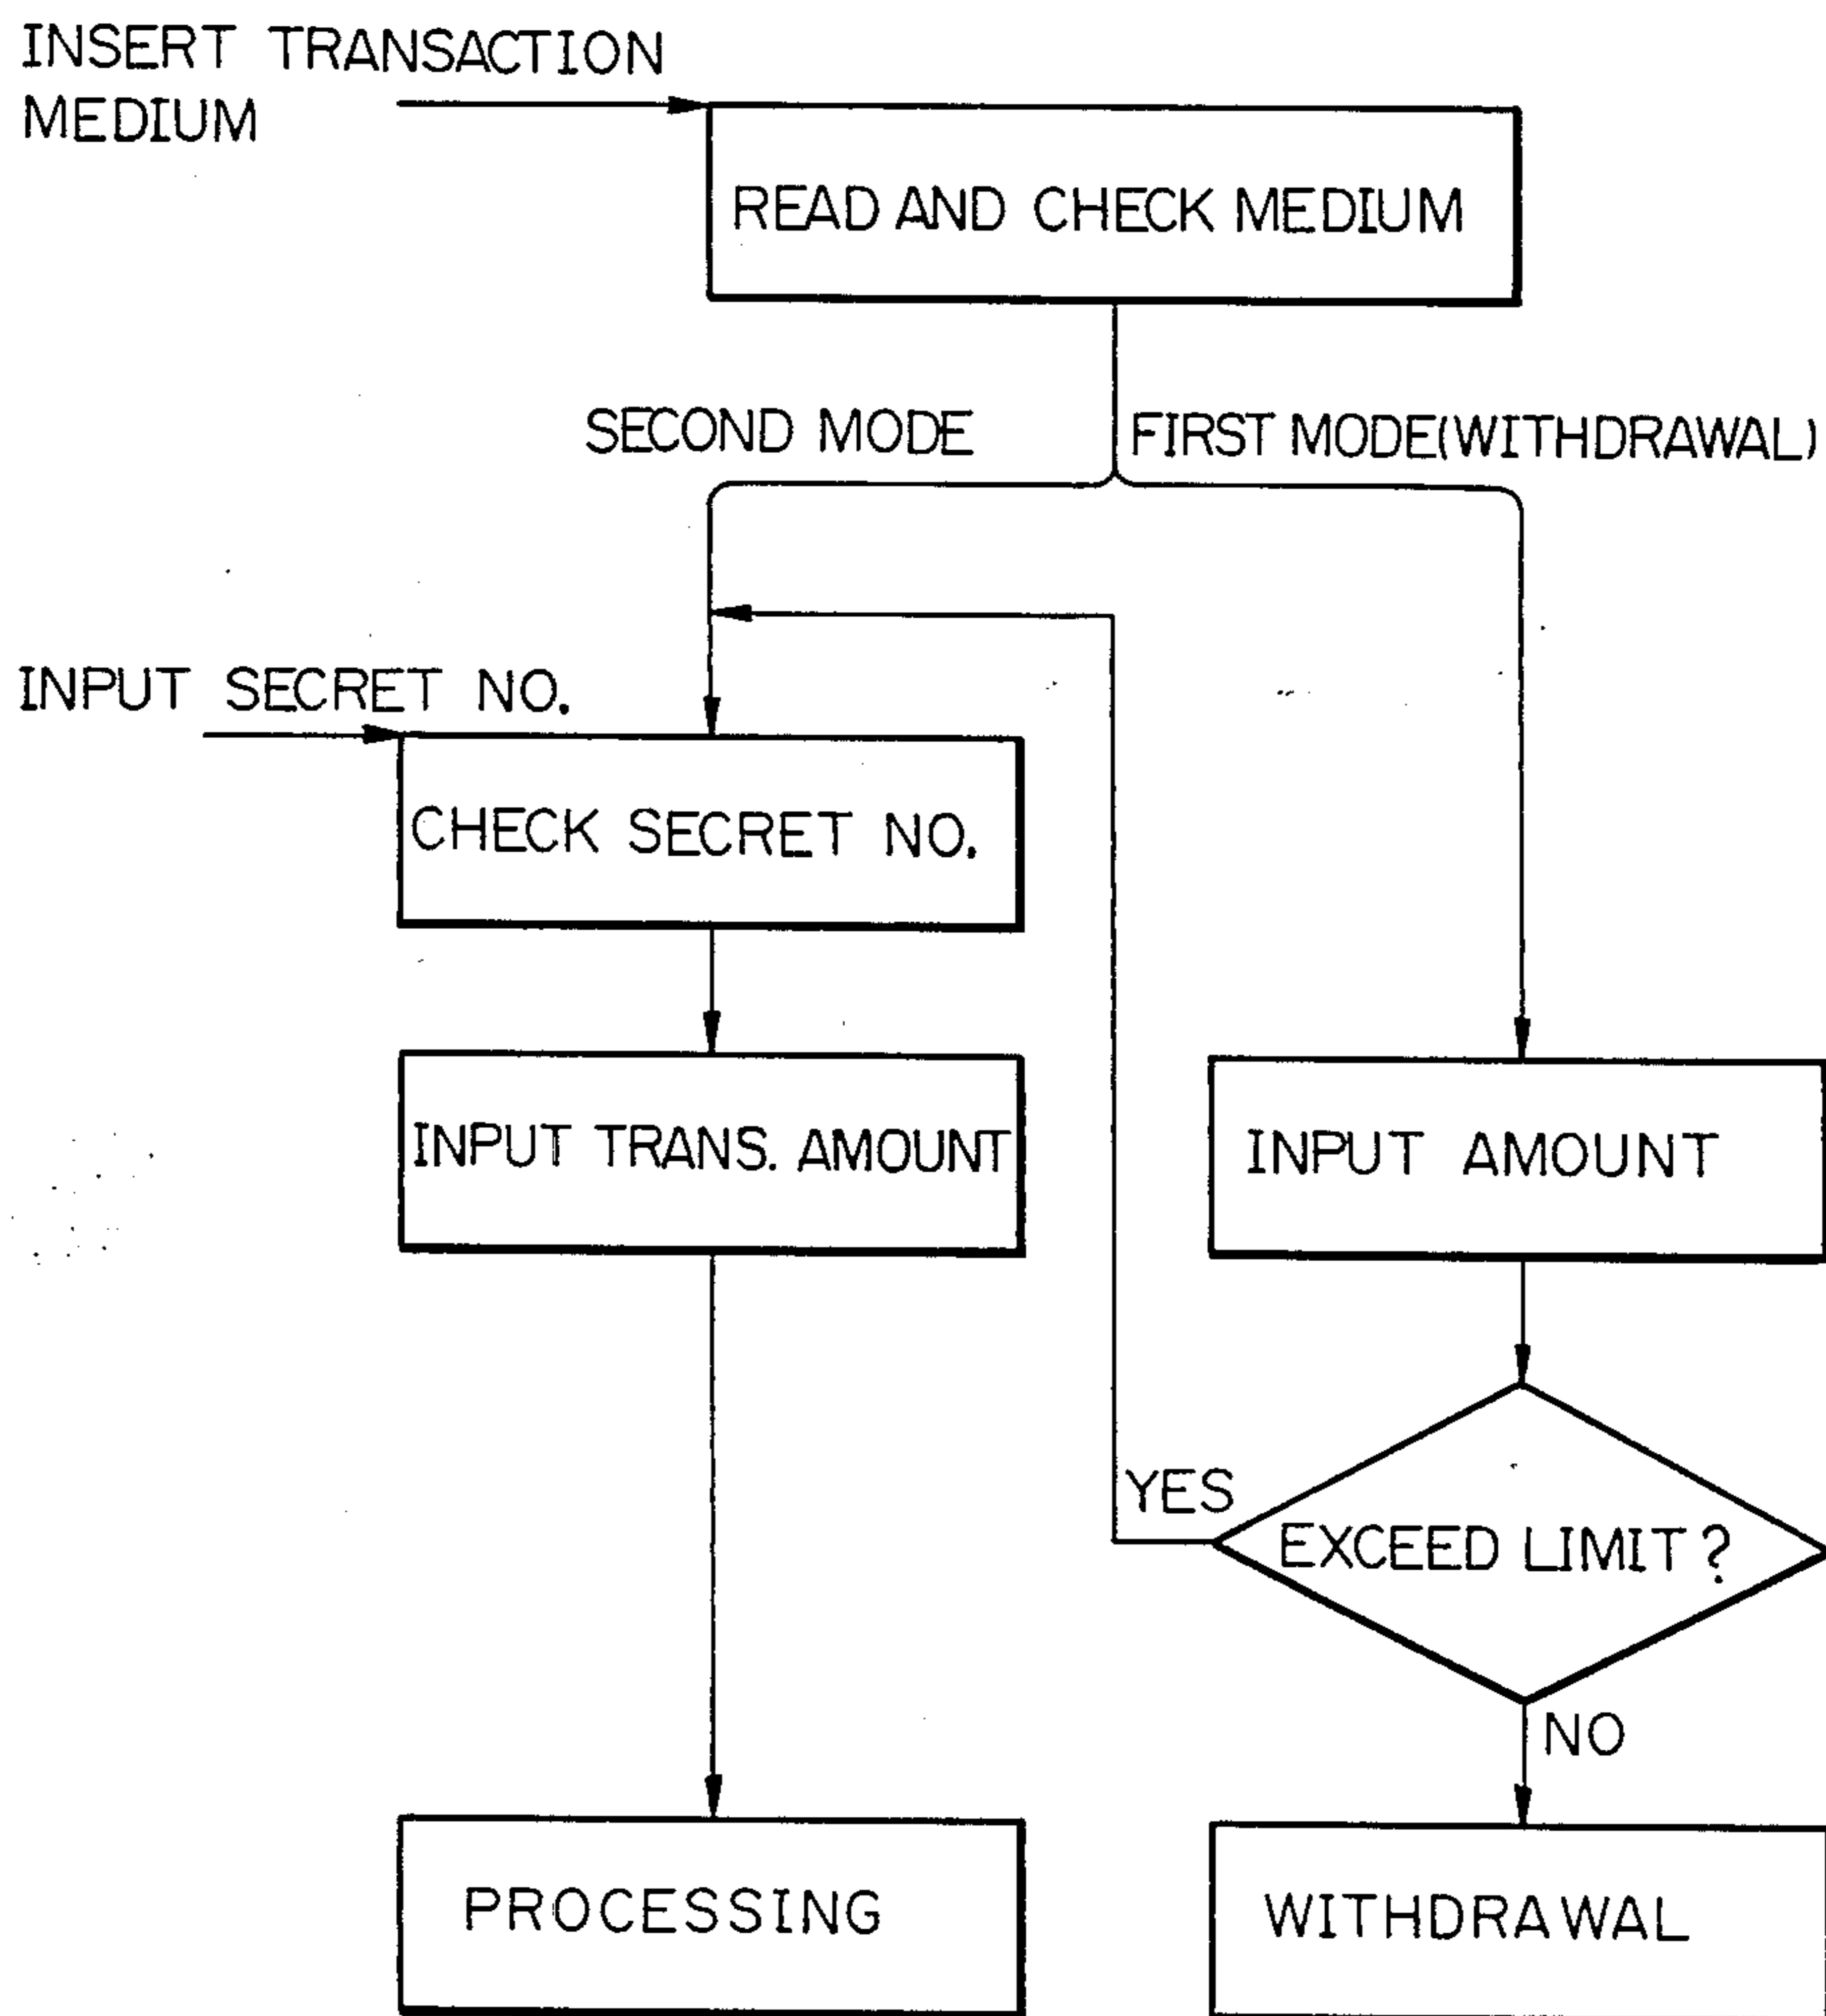 INSERT TRANSACTION
MEDIUM
READ AND CHECK MEDIUM
SECOND MODE
FIRST MODE(WITHDRAWAL)
INPUT SECRET NO.
CHECK SECRET NO.
INPUT TRANS. AMOUNT
INPUT AMOUNT
YES
EXCEED LIMIT?
NO
PROCESSING
WITHDRAWAL